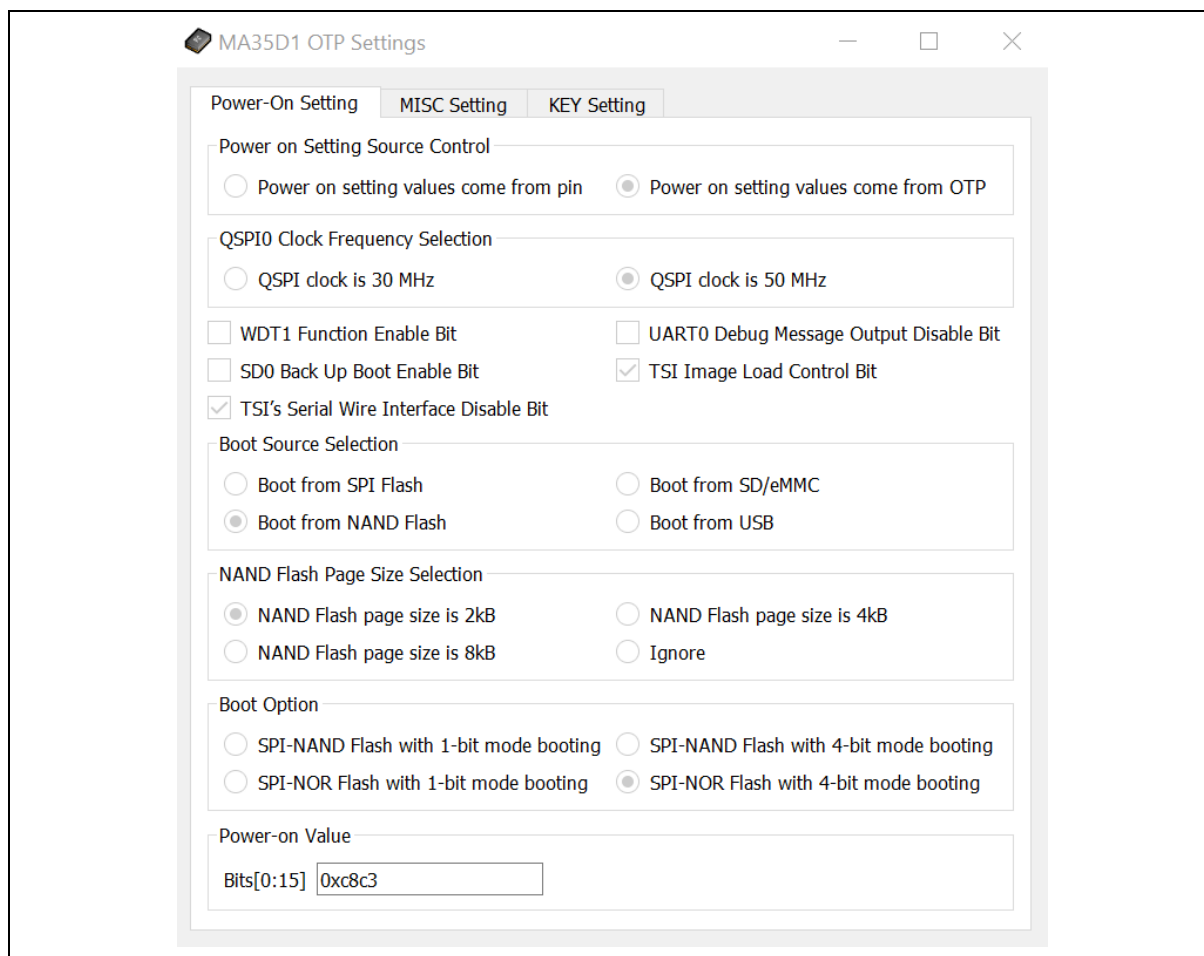 MA35D1 OTP Settings
Power-On Setting MISC Setting KEY Setting
Power on Setting Source Control
Power on setting values come from pin Power on setting values come from OTP
QSPI0 Clock Frequency Selection
QSPI clock is 30 MHz QSPI clock is 50 MHz
WDT1 Function Enable Bit UART0 Debug Message Output Disable Bit
SD0 Back Up Boot Enable Bit TSI Image Load Control Bit
TSI's Serial Wire Interface Disable Bit
Boot Source Selection
Boot from SPI Flash Boot from SD/eMMC
Boot from NAND Flash Boot from USB
NAND Flash Page Size Selection
NAND Flash page size is 2kB NAND Flash page size is 4kB
NAND Flash page size is 8kB Ignore
Boot Option
SPI-NAND Flash with 1-bit mode booting SPI-NAND Flash with 4-bit mode booting
SPI-NOR Flash with 1-bit mode booting SPI-NOR Flash with 4-bit mode booting
Power-on Value
Bits[0:15] 0xc8c3